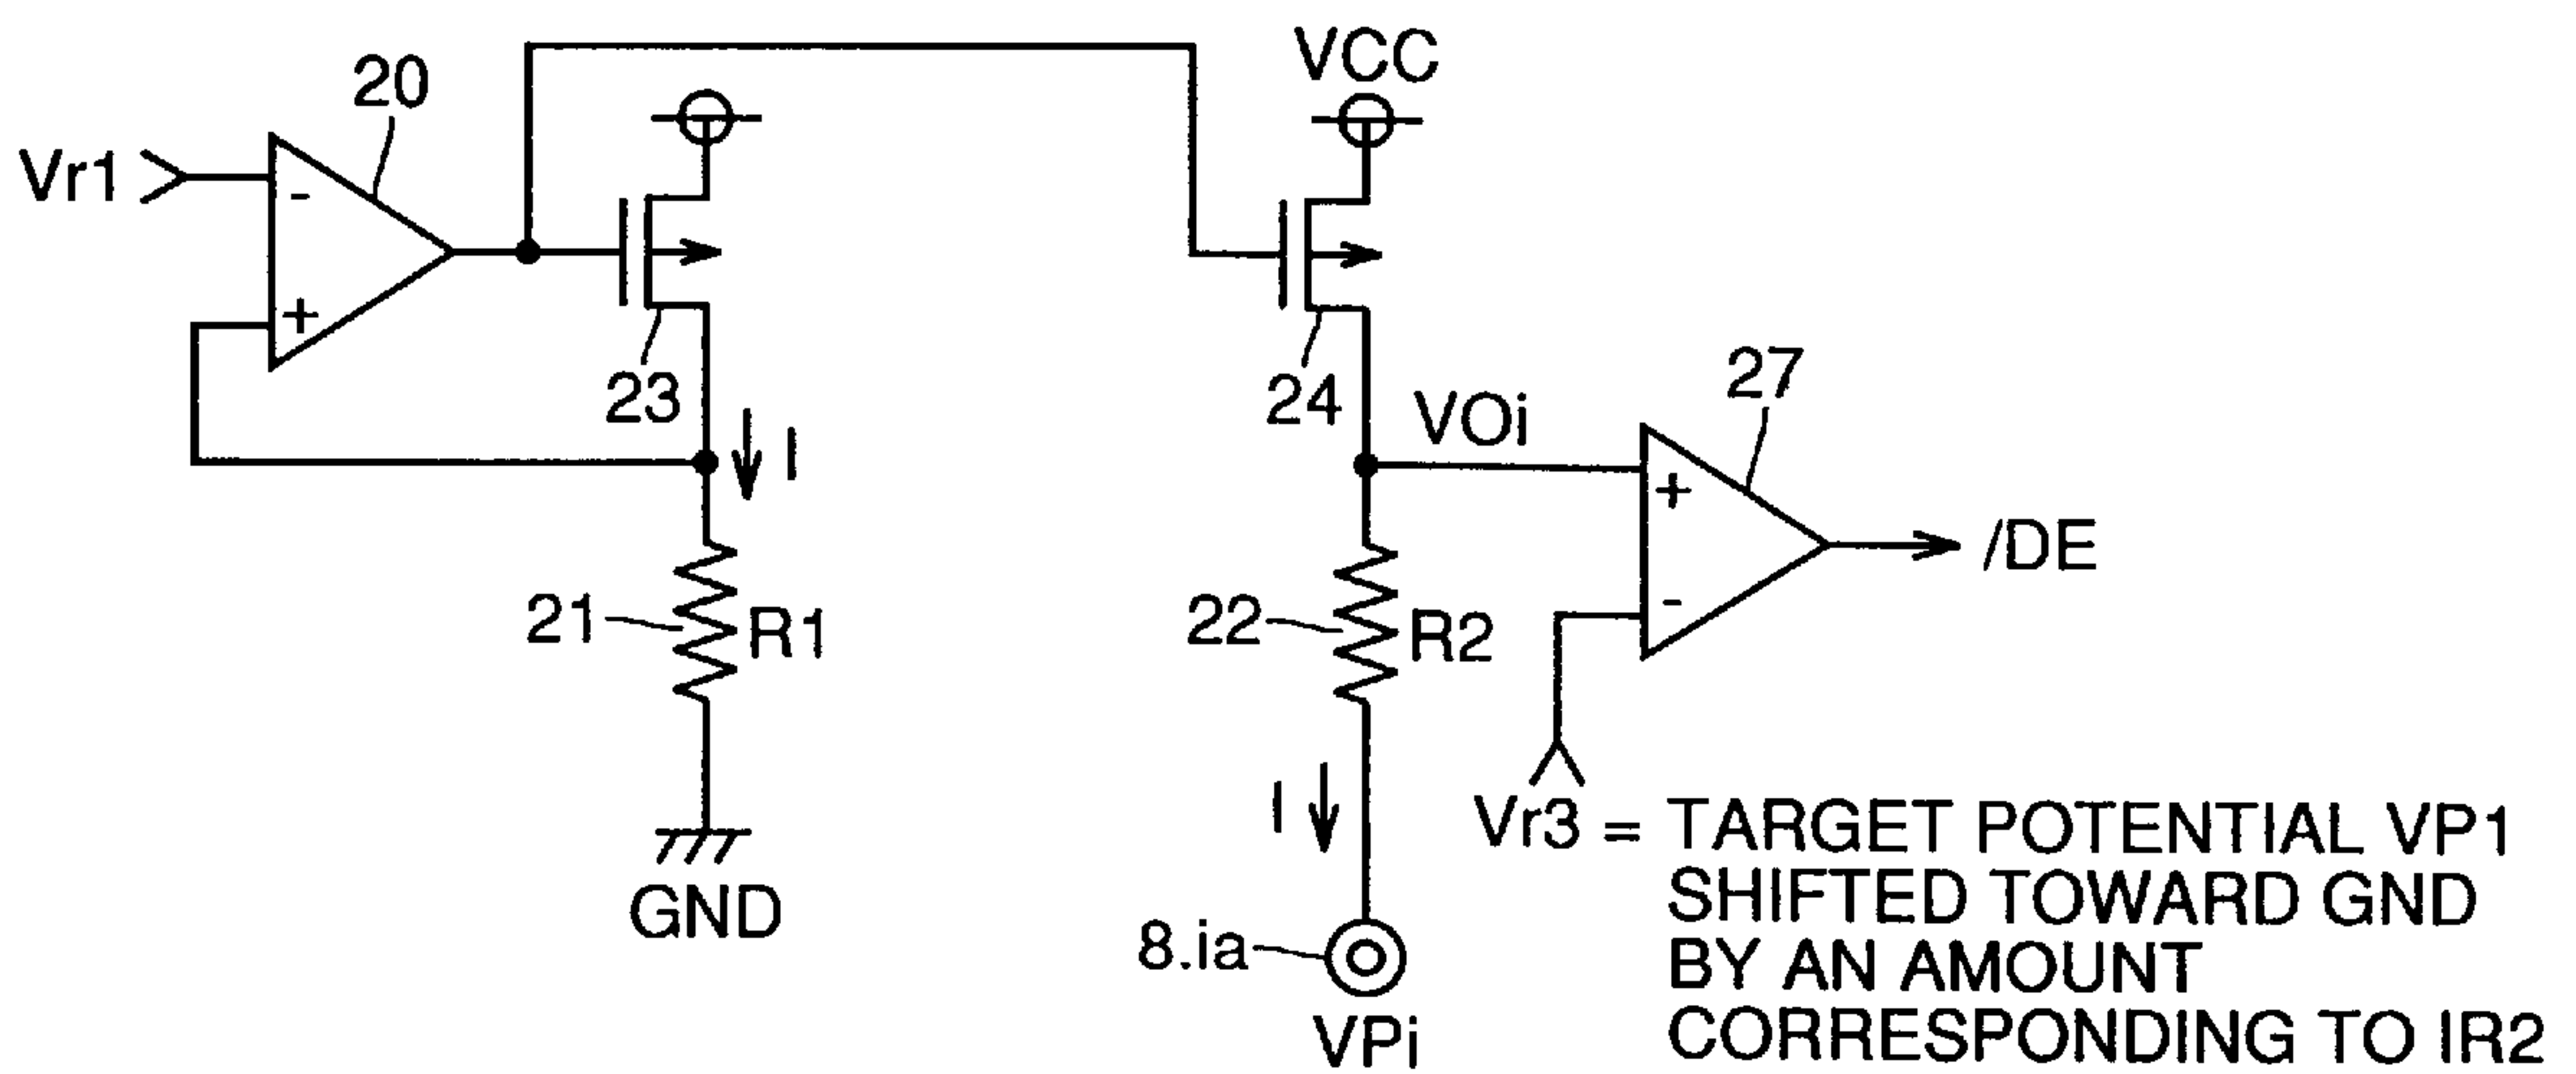 20
VCC
Vr1
-
+
23
24
27
VOi
I
+
-
/DE
21
R1
22
R2
I
Vr3 = TARGET POTENTIAL VP1
SHIFTED TOWARD GND
BY AN AMOUNT
CORRESPONDING TO IR2
GND
8.ia
VPi